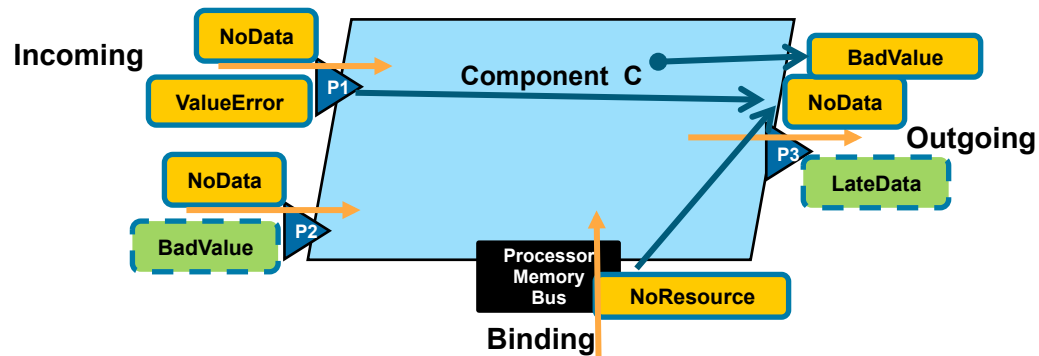 Incoming
NoData
P1
ValueError
Component C
BadValue
NoData
Outgoing
P3
LateData
NoData
P2
BadValue
Processor
Memory
Bus
NoResource
Binding